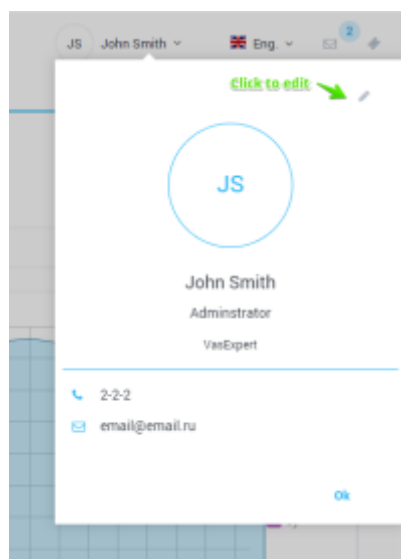 JS John Smith Eng. 2
Click to edit
JS
John Smith
Adminstrator
VasExpert
2-2-2
email@email.ru
Ok